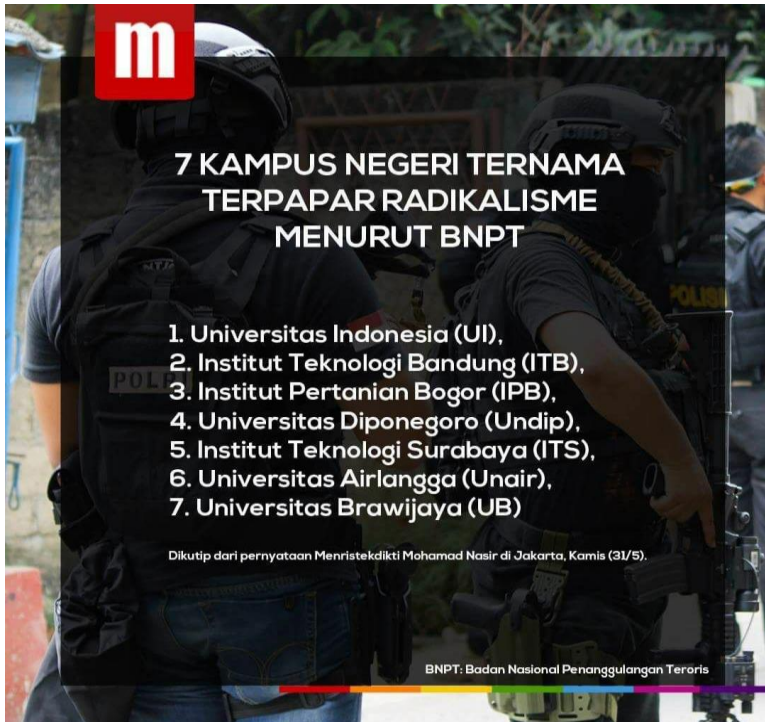 m
7 KAMPUS NEGERI TERNAMA
TERPAPAR RADIKALISME
MENURUT BNPT
1. Universitas Indonesia (UI),
2. Institut Teknologi Bandung (ITB),
3. Institut Pertanian Bogor (IPB),
4. Universitas Diponegoro (Undip),
5. Institut Teknologi Surabaya (ITS),
6. Universitas Airlangga (Unair),
7. Universitas Brawijaya (UB)
Dikutip dari pernyataan Menristekdikti Mohamad Nasir di Jakarta, Kamis (31/5).
BNPT: Badan Nasional Penanggulangan Teroris